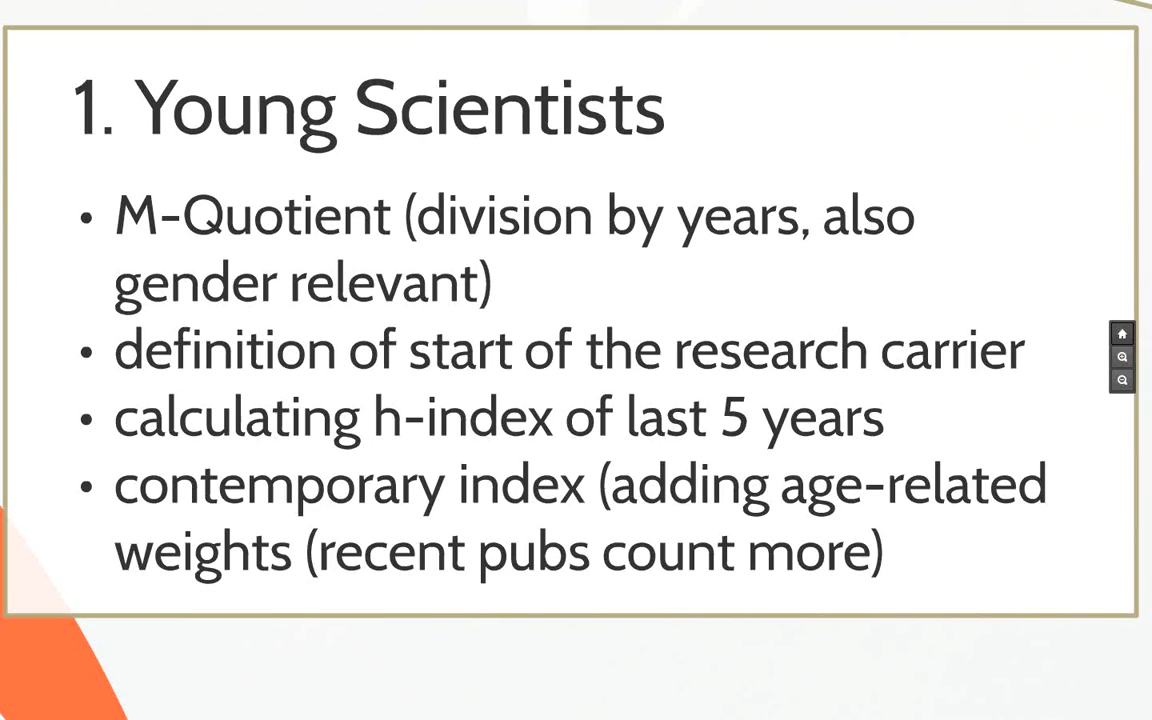 1. Young Scientists
• M-Quotient (division by years, also
gender relevant)
• definition of start of the research carrier
• calculating h-index of last 5 years
• contemporary index (adding age-related
weights (recent pubs count more)